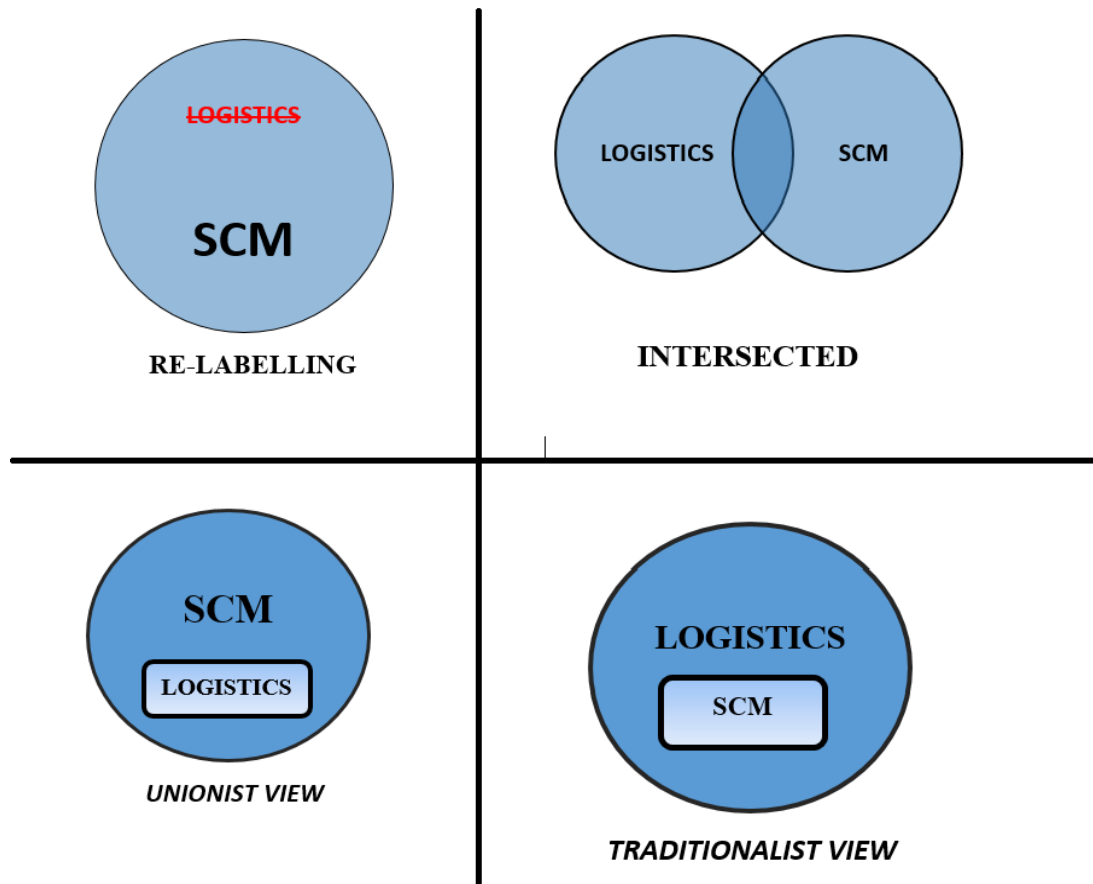 LOGISTICS
SCM
RE-LABELLING
LOGISTICS SCM
INTERSECTED
SCM
LOGISTICS
UNIONIST VIEW
LOGISTICS
SCM
TRADITIONALIST VIEW